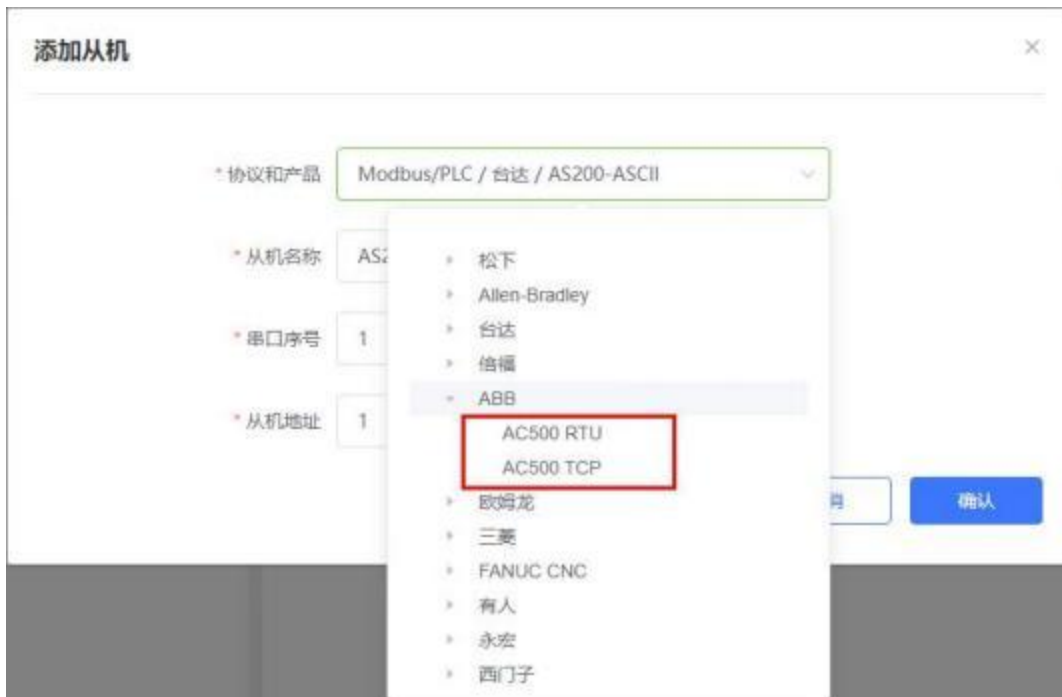 添加从机
* 协议和产品 Modbus/PLC / 台达 / AS200-ASCII
* 从机名称 AS2
* 串口序号 1
* 从机地址 1
松下
Allen-Bradley
台达
倍福
ABB
AC500 RTU
AC500 TCP
欧姆龙
三菱
FANUC CNC
有人
永宏
西门子
确认